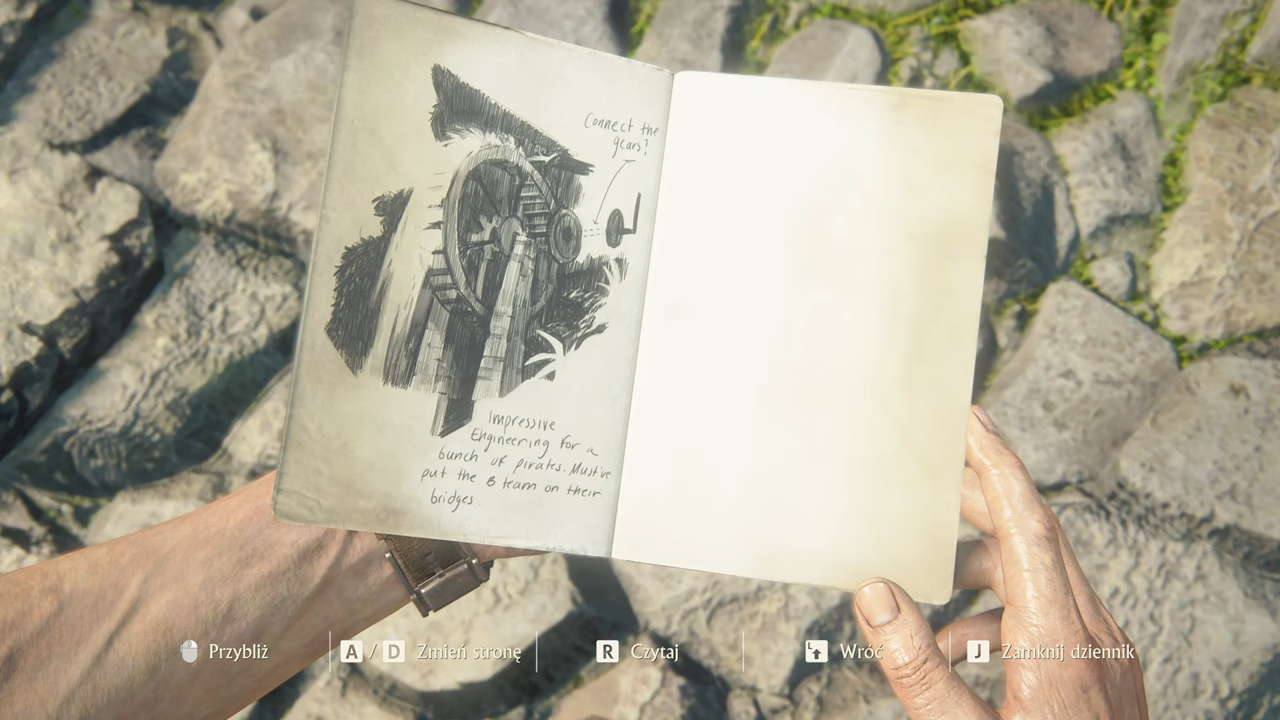 Connect the
gears?
Impressive
Engineering for a
bunch of pirates. Must've
put the B team on their
bridges.
Przybliż
A / D Zmień stronę
R Czytaj
L Wróć
J Zamknij dziennik